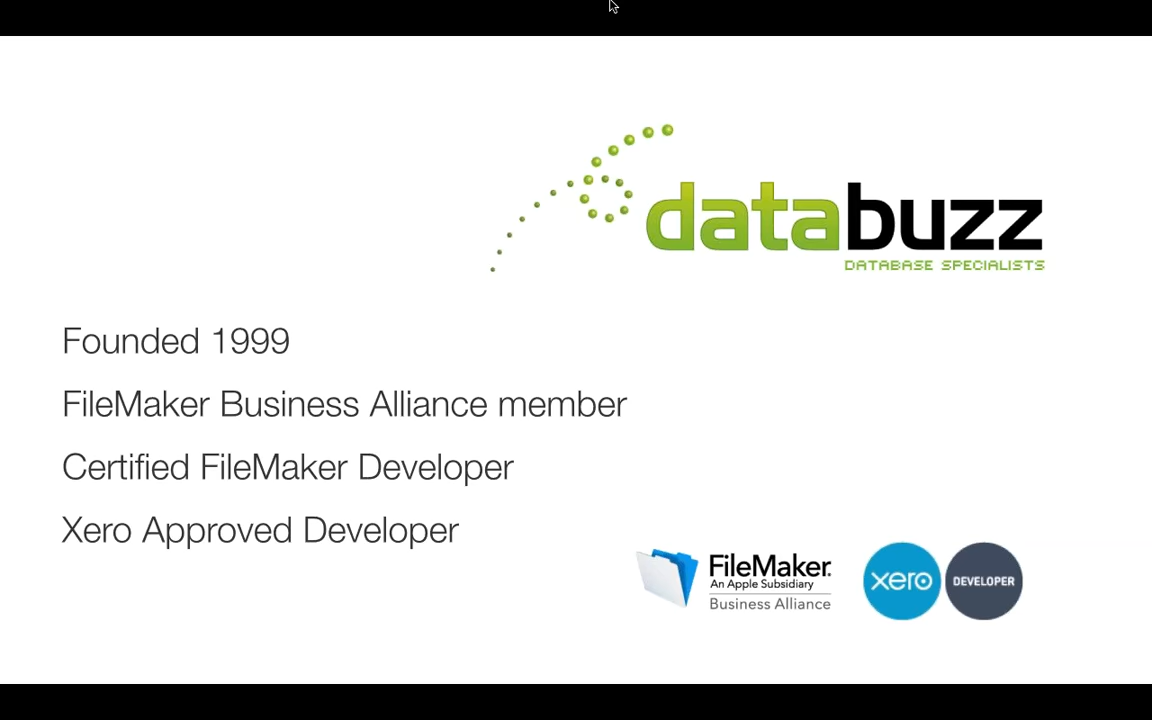 databuzz
DATABASE SPECIALISTS
Founded 1999
FileMaker Business Alliance member
Certified FileMaker Developer
Xero Approved Developer
FileMaker.
An Apple Subsidiary
Business Alliance
xero
DEVELOPER